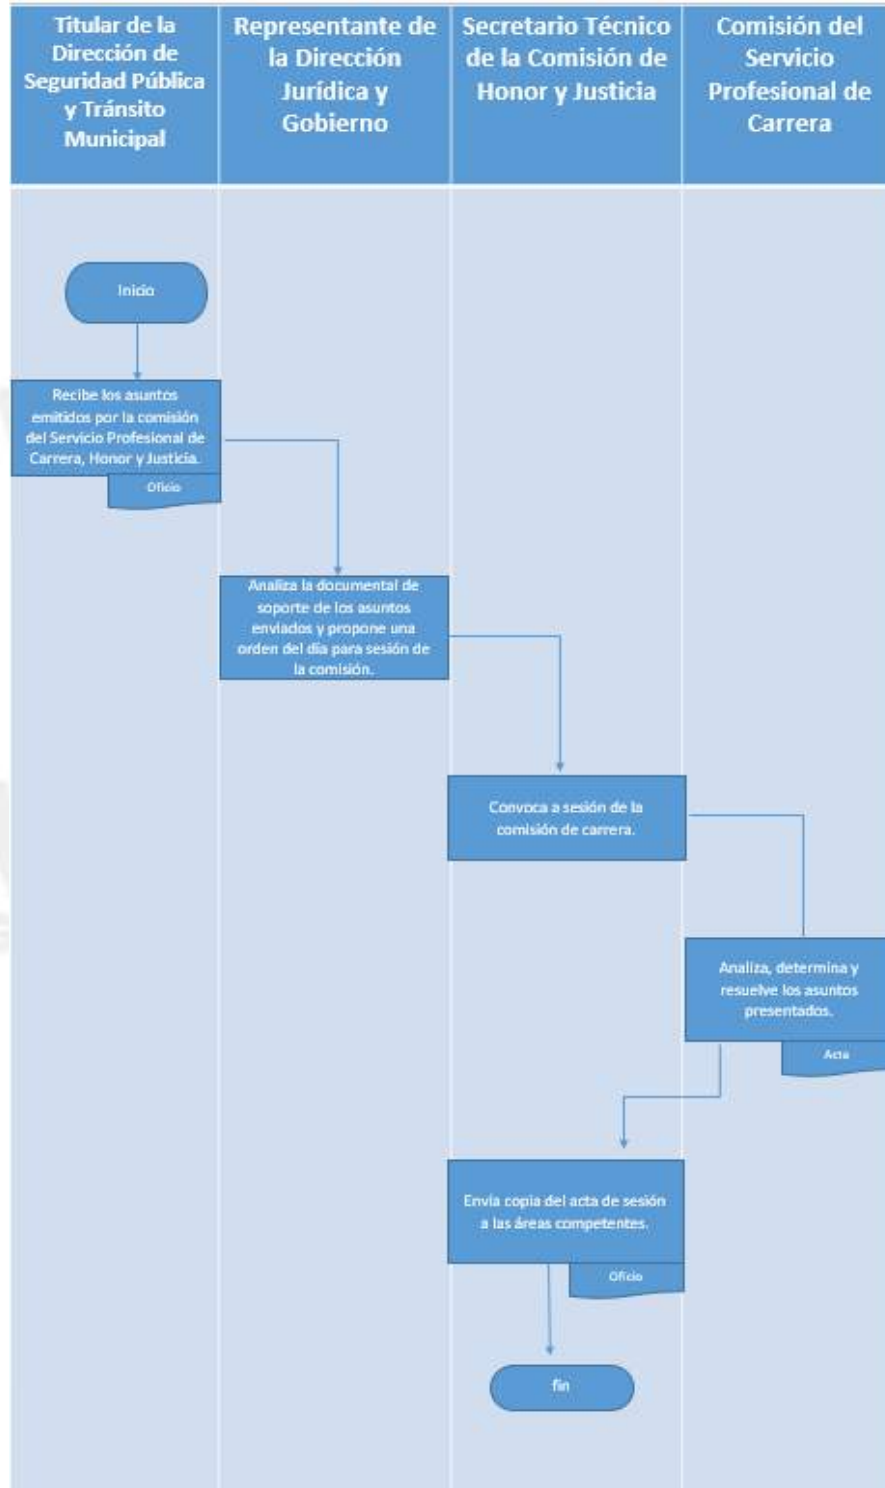 Titular de la
Dirección de
Seguridad Pública
y Tránsito
Municipal
Representante de
la Dirección
Jurídica y
Gobierno
Secretario Técnico
de la Comisión de
Honor y Justicia
Comisión del
Servicio
Profesional de
Carrera
Inicio
Recibe los asuntos
emitidos por la comisión
del Servicio Profesional de
Carrera, Honor y Justicia.
Oficio
Analiza la documental de
soporte de los asuntos
enviados y propone una
orden del día para sesión de
la comisión.
Convoca a sesión de la
comisión de carrera.
Analiza, determina y
resuelve los asuntos
presentados.
Acta
Envía copia del acta de sesión
a las áreas competentes.
Oficio
fin